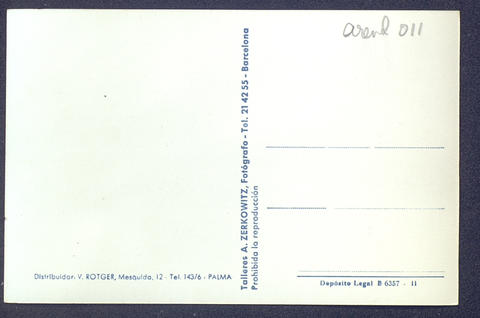 arend 011
Talleres A. ZERKOWITZ, Fotógrafo - Tel. 21 42 55 - Barcelona
Prohibida la reproducción
Distribuidor: V. ROTGER, Mesquida, 12 - Tel. 143/6 - PALMA
Depósito Legal B 6357 - II